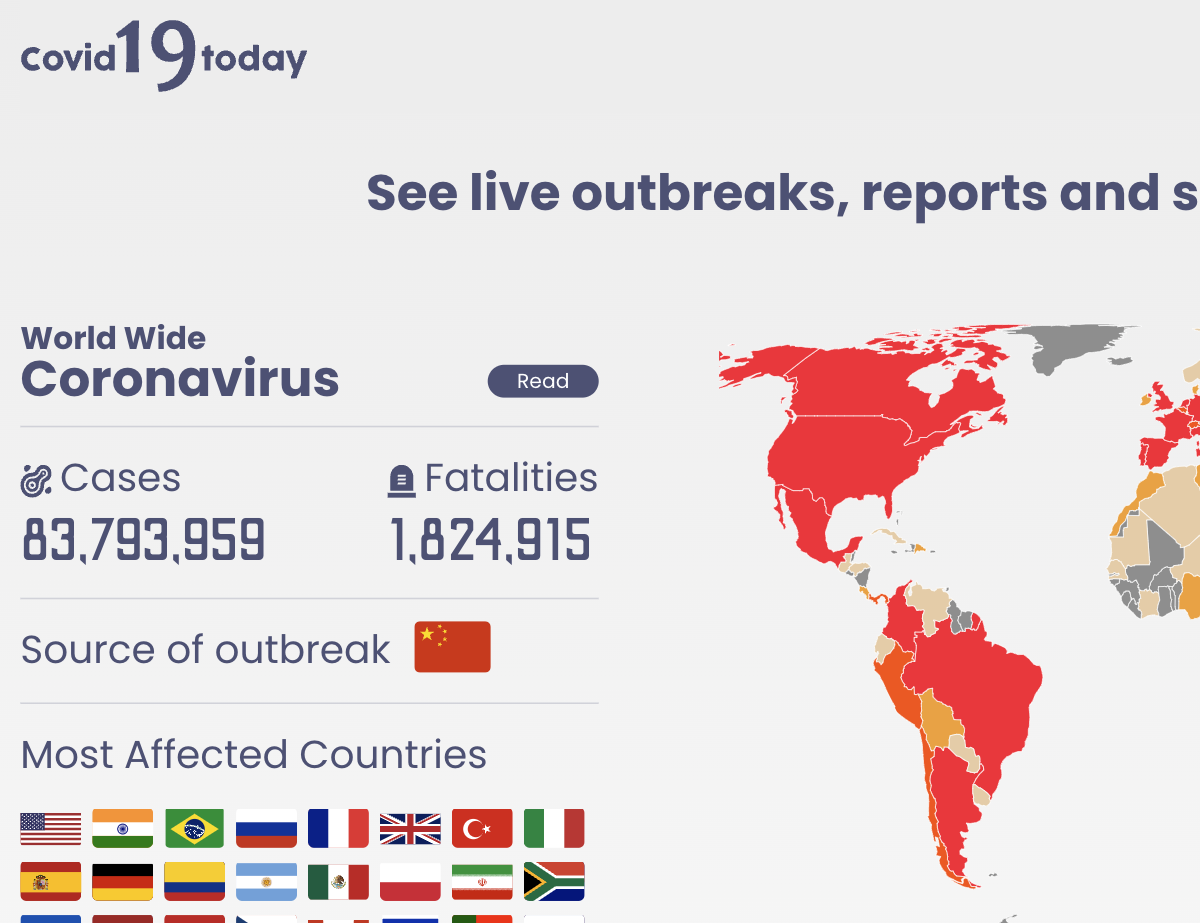 covid19today
See live outbreaks, reports and s
World Wide
Coronavirus
Read
Cases
Fatalities
83,793,959
1,824,915
Source of outbreak
Most Affected Countries